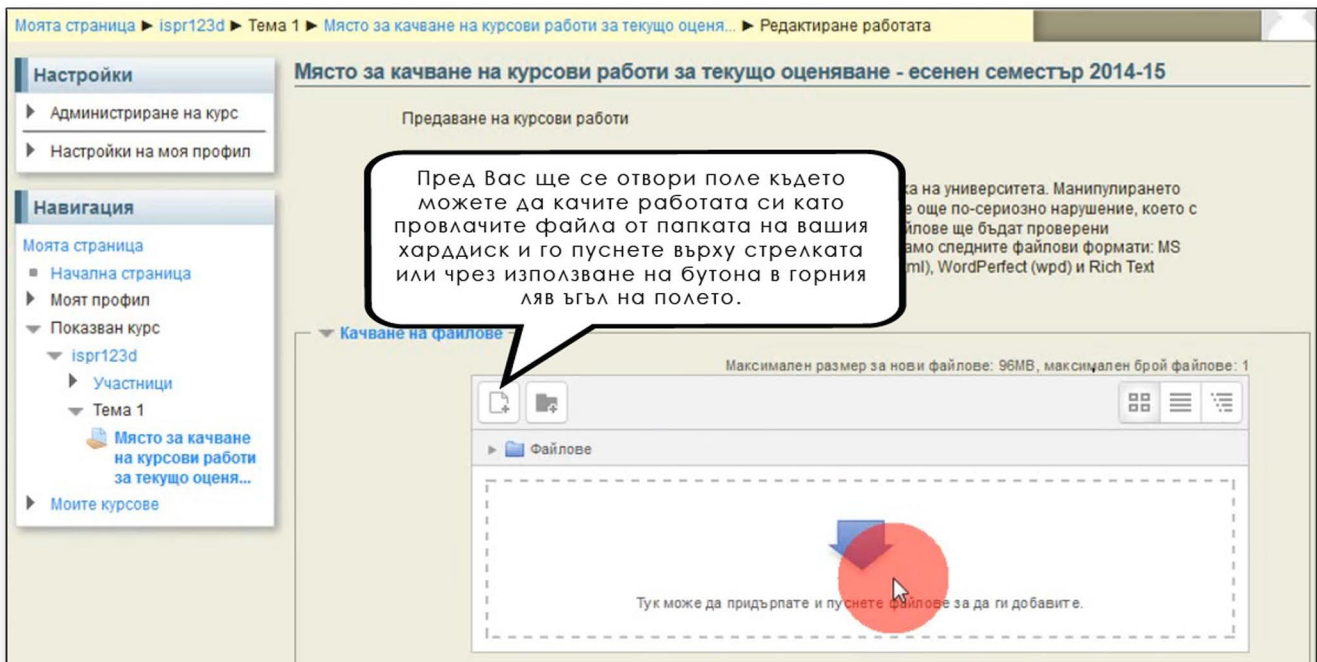 Моята страница ► ispr123d ► Тема 1 ► Място за качване на курсови работи за текущо оценя... ► Редактиране работата
Настройки
Администриране на курс
Настройки на моя профил
Навигация
Моята страница
Начална страница
Моят профил
Показван курс
ispr123d
Участници
Тема 1
Място за качване
на курсови работи
за текущо оценя...
Моите курсове
Място за качване на курсови работи за текущо оценяване - есенен семестър 2014-15
Предаване на курсови работи
Пред Вас ще се отвори поле където
можете да качите работата си като
провлачите файла от папката на вашия
харддиск и го пуснете върху стрелката
или чрез използване на бутона в горния
ляв ъгъл на полето.
на университета. Манипулирането
още по-сериозно нарушение, което с
ще бъдат проверени
следните файлови формати: MS
WordPerfect (wpd) и Rich Text
Качване на файлове
Максимален размер за нови файлове: 96MB, максимален брой файлове: 1
Файлове
Тук може да придърпате и пуснете файлове за да ги добавите.